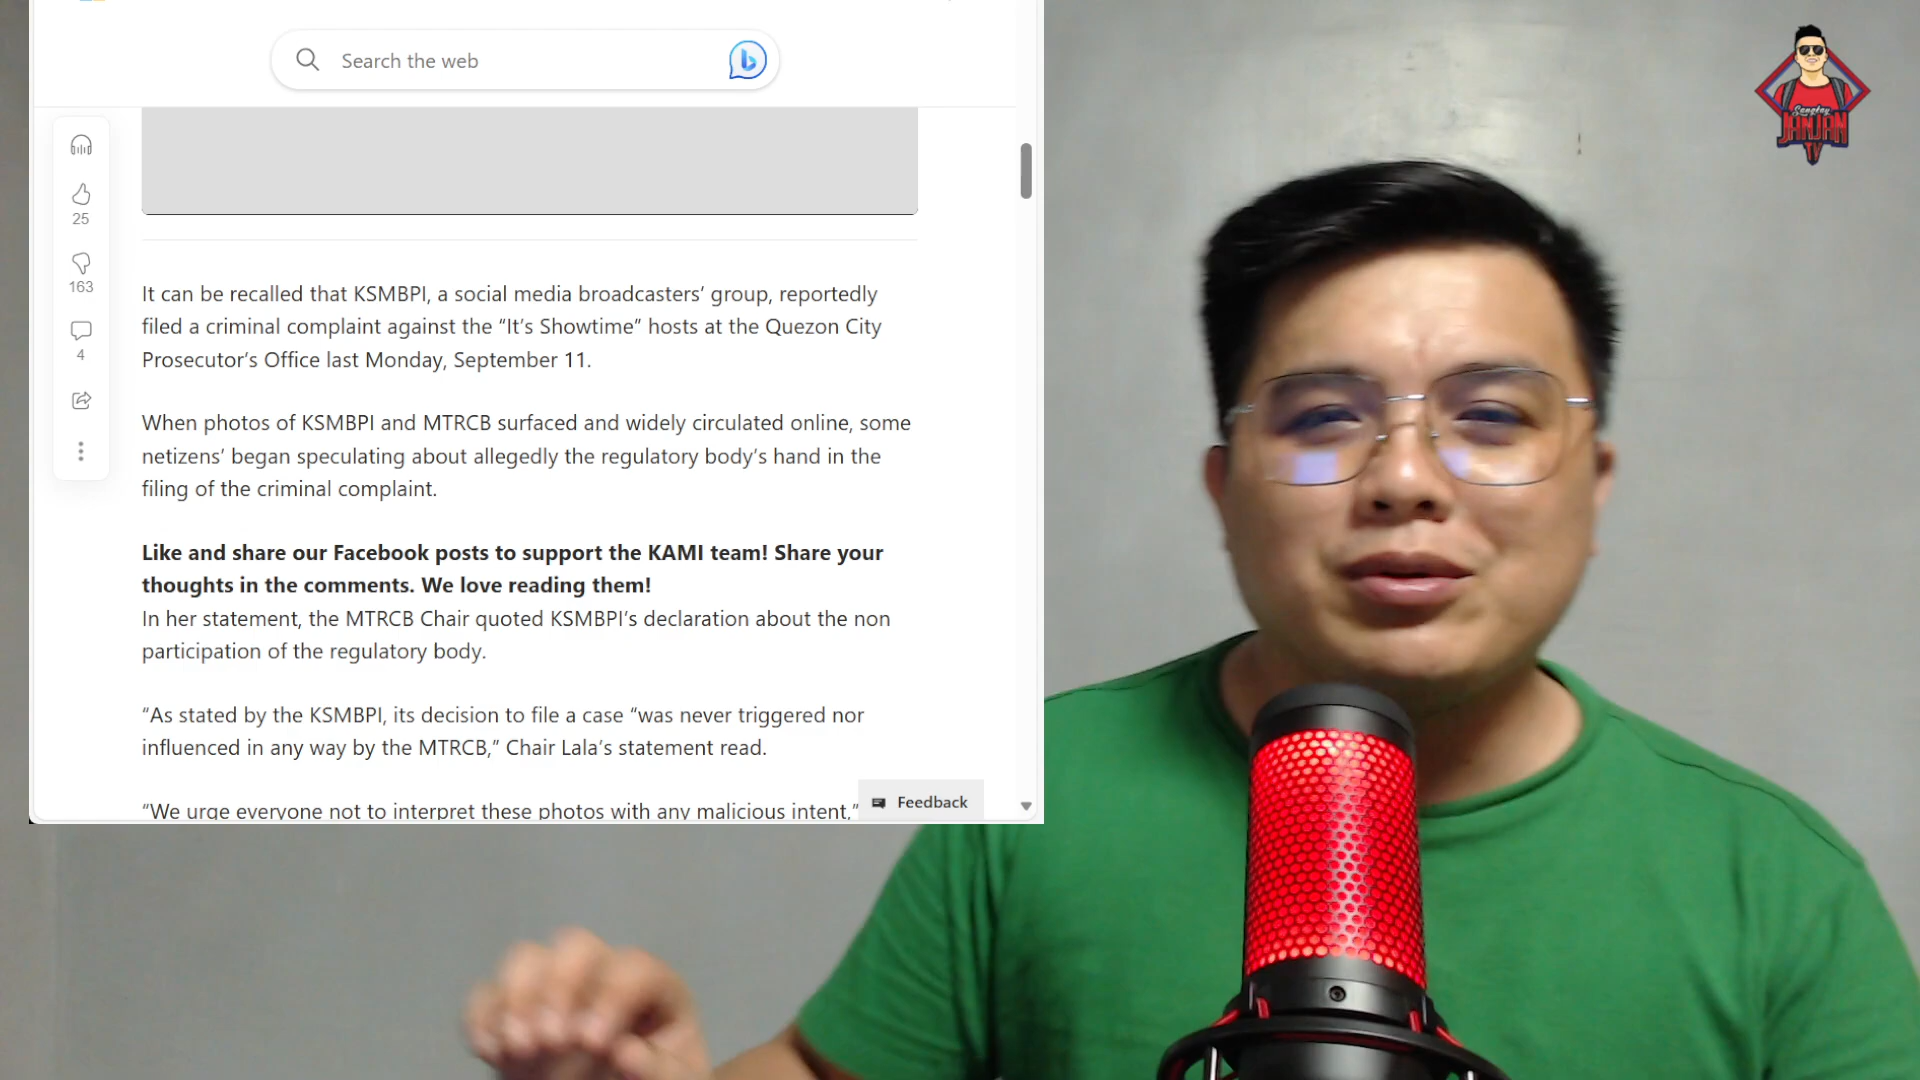 Search the web
It can be recalled that KSMBPI, a social media broadcasters’ group, reportedly
filed a criminal complaint against the “It’s Showtime” hosts at the Quezon City
Prosecutor’s Office last Monday, September 11.
When photos of KSMBPI and MTRCB surfaced and widely circulated online, some
netizens’ began speculating about allegedly the regulatory body’s hand in the
filing of the criminal complaint.
Like and share our Facebook posts to support the KAMI team! Share your
thoughts in the comments. We love reading them!
In her statement, the MTRCB Chair quoted KSMBPI’s declaration about the non
participation of the regulatory body.
“As stated by the KSMBPI, its decision to file a case “was never triggered nor
influenced in any way by the MTRCB,” Chair Lala’s statement read.
“We urge everyone not to interpret these photos with any malicious intent,”
25
163
4
Feedback
Sangkay
JANJAN
TV